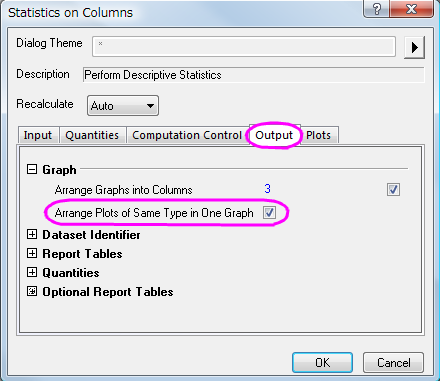 Statistics on Columns
Dialog Theme *
Description Perform Descriptive Statistics
Recalculate Auto
Input Quantities Computation Control Output Plots
Graph
Arrange Graphs into Columns 3
Arrange Plots of Same Type in One Graph
Dataset Identifier
Report Tables
Quantities
Optional Report Tables
OK Cancel